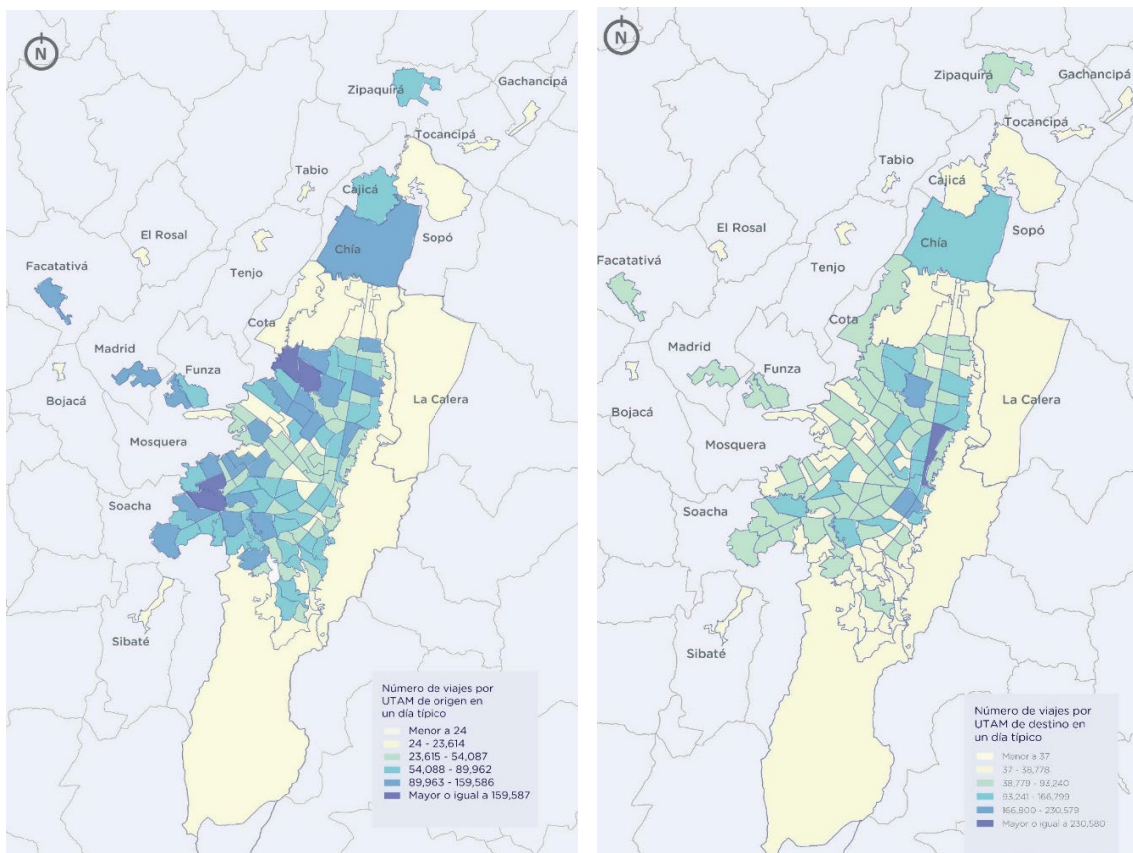 N
Zipaquirá
Gachancipá
Tocancipá
Tabio
Cajicá
El Rosal
Sopó
Chía
Tenjo
Facatativá
Cota
Madrid
Funza
La Calera
Bojacá
Mosquera
Soacha
Sibaté
Número de viajes por
UTAM de origen en
un día típico
Menor a 24
24 - 23,614
23,615 - 54,087
54,088 - 89,962
89,963 - 159,586
Mayor o igual a 159,587
N
Zipaquirá
Gachancipá
Tocancipá
Tabio
Cajicá
El Rosal
Sopó
Chía
Tenjo
Facatativá
Cota
Madrid
Funza
La Calera
Bojacá
Mosquera
Soacha
Sibaté
Número de viajes por
UTAM de destino en
un día típico
Menor a 37
37 - 38,778
38,779 - 93,240
93,241 - 166,799
166,800 - 230,579
Mayor o igual a 230,580